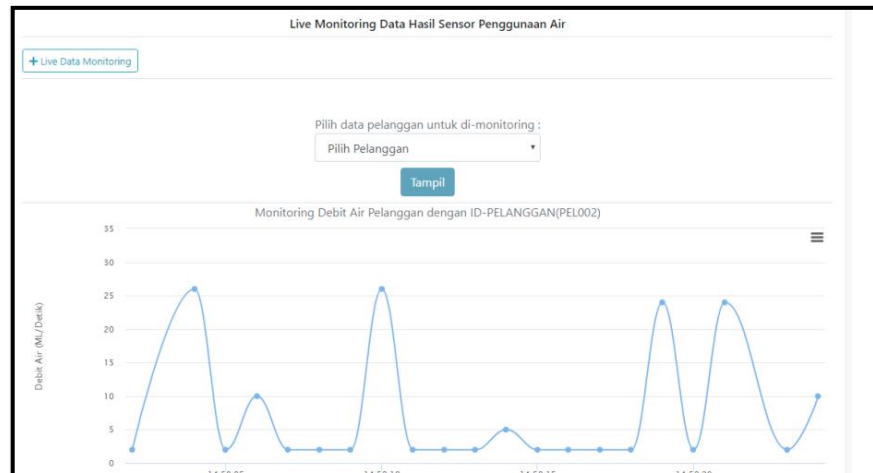 Live Monitoring Data Hasil Sensor Penggunaan Air
+ Live Data Monitoring
Pilih data pelanggan untuk di-monitoring :
Pilih Pelanggan
Tampil
Monitoring Debit Air Pelanggan dengan ID-PELANGGAN(PEL002)
Debit Air (ML/Detik)
35
30
25
20
15
10
5
0